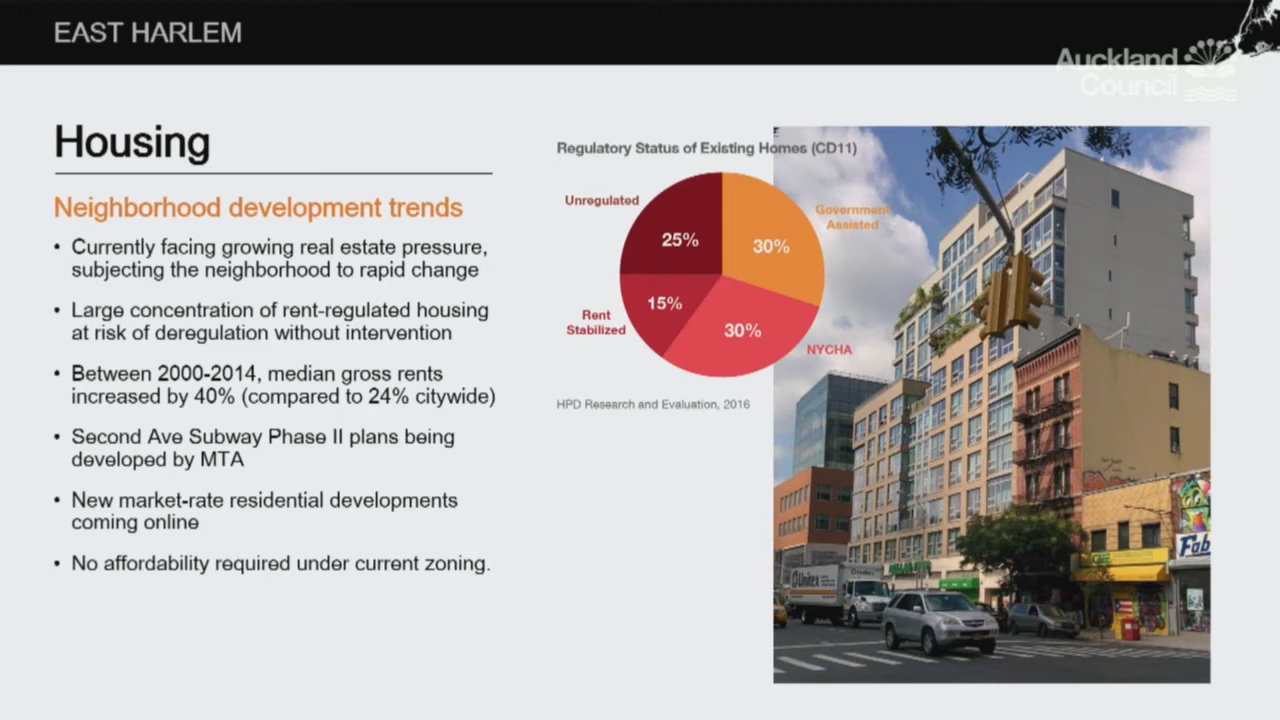 EAST HARLEM
Auckland
Council
Housing
Neighborhood development trends
• Currently facing growing real estate pressure,
subjecting the neighborhood to rapid change
• Large concentration of rent-regulated housing
at risk of deregulation without intervention
• Between 2000-2014, median gross rents
increased by 40% (compared to 24% citywide)
• Second Ave Subway Phase II plans being
developed by MTA
• New market-rate residential developments
coming online
• No affordability required under current zoning.
Regulatory Status of Existing Homes (CD11)
Unregulated
Government
Assisted
25%
30%
15%
Rent
Stabilized
30%
NYCHA
HPD Research and Evaluation, 2016
Unitex
Fab